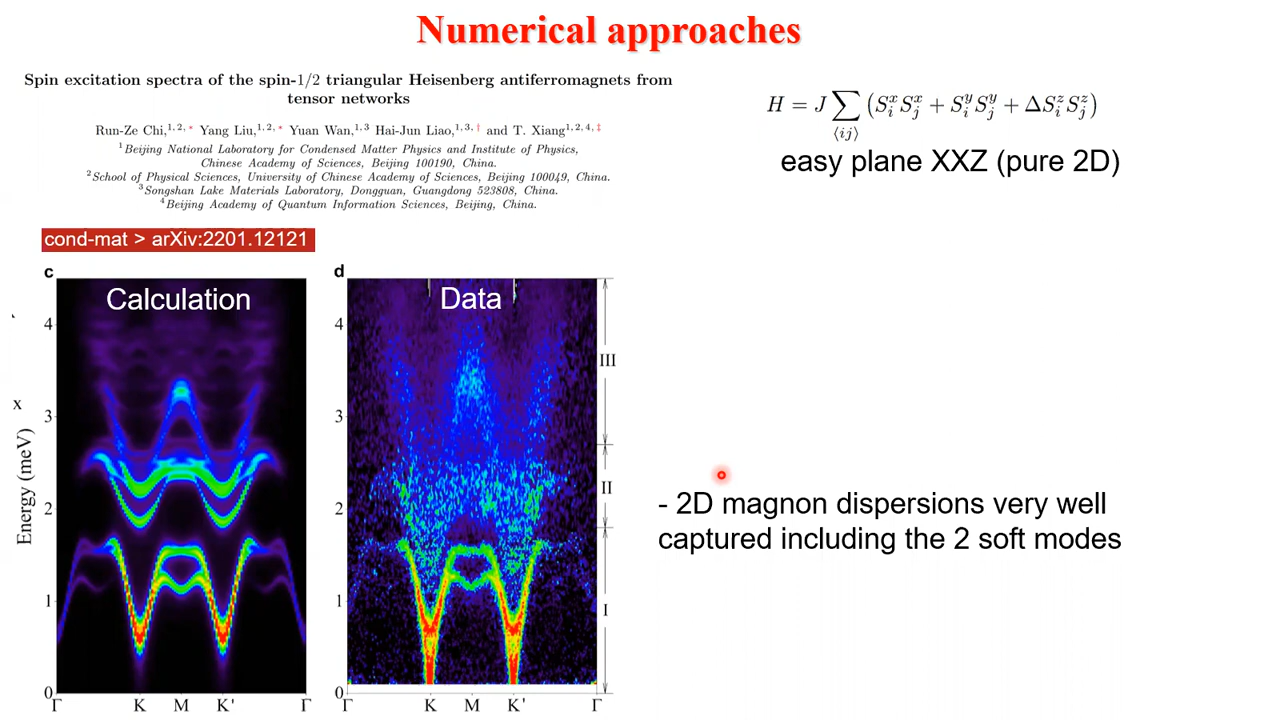 Numerical approaches
Spin excitation spectra of the spin-1/2 triangular Heisenberg antiferromagnets from
tensor networks
Run-Ze Chi,1,2,* Yang Liu,1,2,* Yuan Wan,1,3 Hai-Jun Liao,1,3,† and T. Xiang1,2,4,‡
1Beijing National Laboratory for Condensed Matter Physics and Institute of Physics,
Chinese Academy of Sciences, Beijing 100190, China.
2School of Physical Sciences, University of Chinese Academy of Sciences, Beijing 100049, China.
3Songshan Lake Materials Laboratory, Dongguan, Guangdong 523808, China.
4Beijing Academy of Quantum Information Sciences, Beijing, China.
H = J ∑⟨ij⟩ (SixSjx + SiySjy + ΔSizSjz)
easy plane XXZ (pure 2D)
cond-mat > arXiv:2201.12121
c
Calculation
Energy (meV)
4
3
2
1
0
Γ K M K' Γ
x
d
Data
4
3
2
1
0
Γ K M K' Γ
III
II
I
- 2D magnon dispersions very well
captured including the 2 soft modes